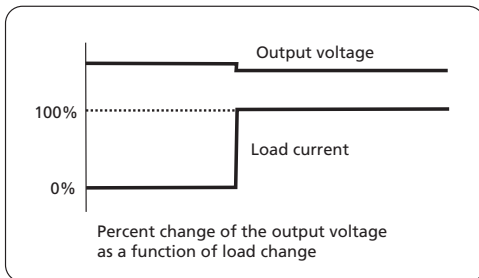 Output voltage
100%
Load current
0%
Percent change of the output voltage
as a function of load change